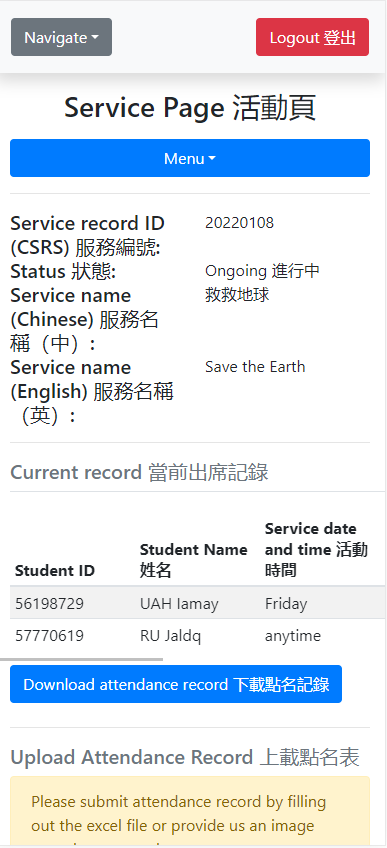 Navigate
Logout 登出
Service Page 活動頁
Menu
Service record ID
(CSRS) 服務編號:
20220108
Status 狀態:
Ongoing 進行中
Service name
(Chinese) 服務名
稱（中）:
救救地球
Service name
(English) 服務名稱
（英）:
Save the Earth
Current record 當前出席記錄
Student ID
Student Name
姓名
Service date
and time 活動
時間
56198729 UAH Iamay Friday
57770619 RU Jaldq anytime
Download attendance record 下載點名記錄
Upload Attendance Record 上載點名表
Please submit attendance record by filling
out the excel file or provide us an image